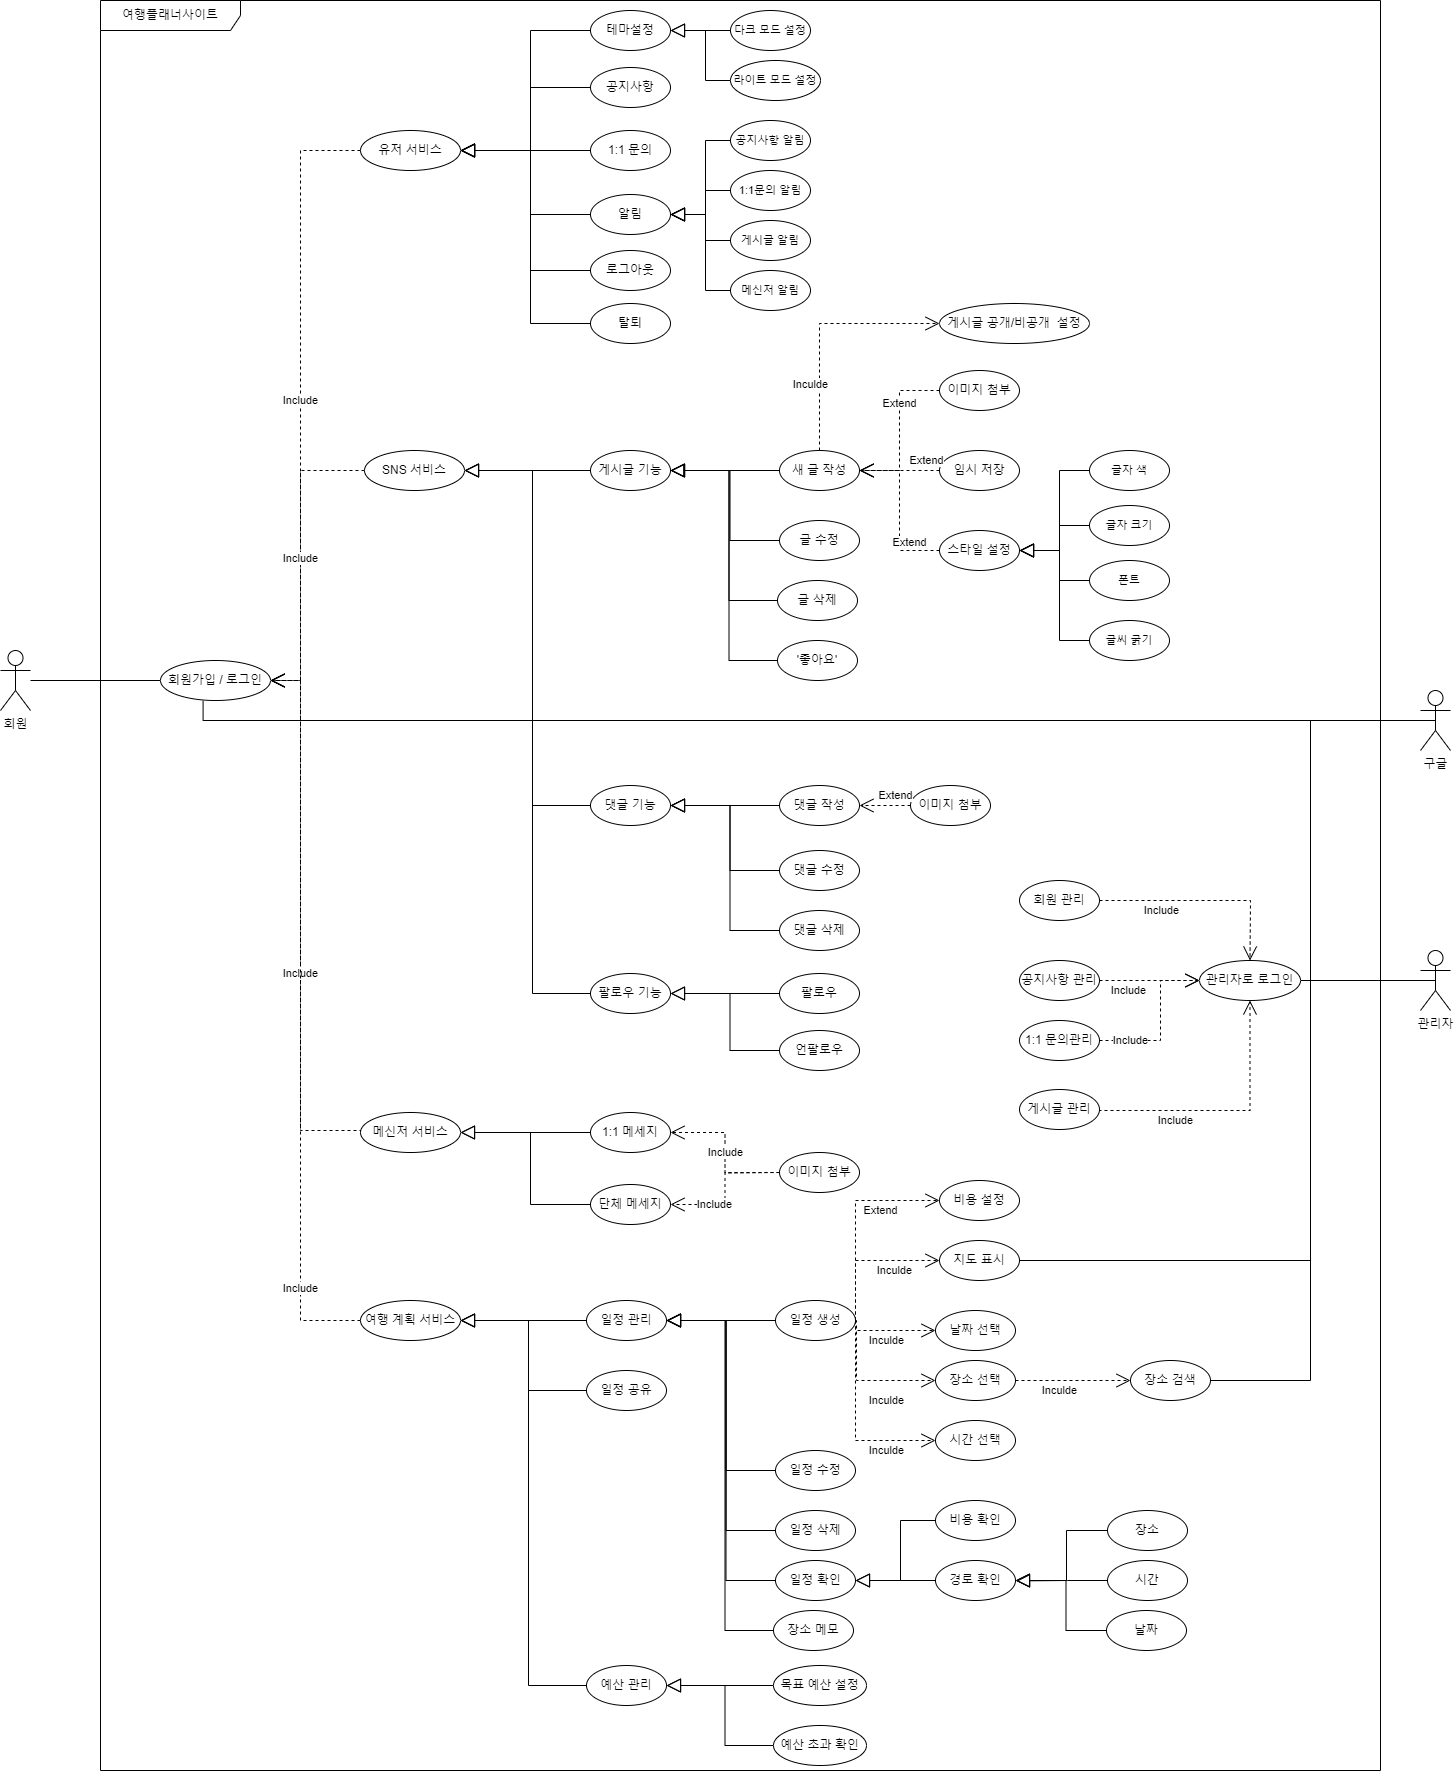 여행플래너사이트
테마설정
다크 모드 설정
라이트 모드 설정
공지사항
유저 서비스
1:1 문의
공지사항 알림
1:1문의 알림
알림
게시글 알림
로그아웃
메신저 알림
탈퇴
게시글 공개/비공개 설정
Include
Inculde
이미지 첨부
Extend
SNS 서비스
게시글 기능
새 글 작성
Extend
임시 저장
글자 색
글 수정
Extend
스타일 설정
글자 크기
Include
폰트
글 삭제
글씨 굵기
'좋아요'
회원가입 / 로그인
회원
구글
댓글 기능
댓글 작성
Extend
이미지 첨부
댓글 수정
댓글 삭제
회원 관리
Include
Include
팔로우 기능
팔로우
공지사항 관리
Include
관리자로 로그인
관리자
언팔로우
1:1 문의관리
Include
게시글 관리
Include
메신저 서비스
1:1 메세지
Include
이미지 첨부
단체 메세지
Include
비용 설정
Extend
지도 표시
Inculde
Include
여행 계획 서비스
일정 관리
일정 생성
날짜 선택
Inculde
일정 공유
장소 선택
Inculde
Inculde
장소 검색
시간 선택
Inculde
일정 수정
일정 삭제
비용 확인
장소
일정 확인
경로 확인
시간
장소 메모
날짜
예산 관리
목표 예산 설정
예산 초과 확인